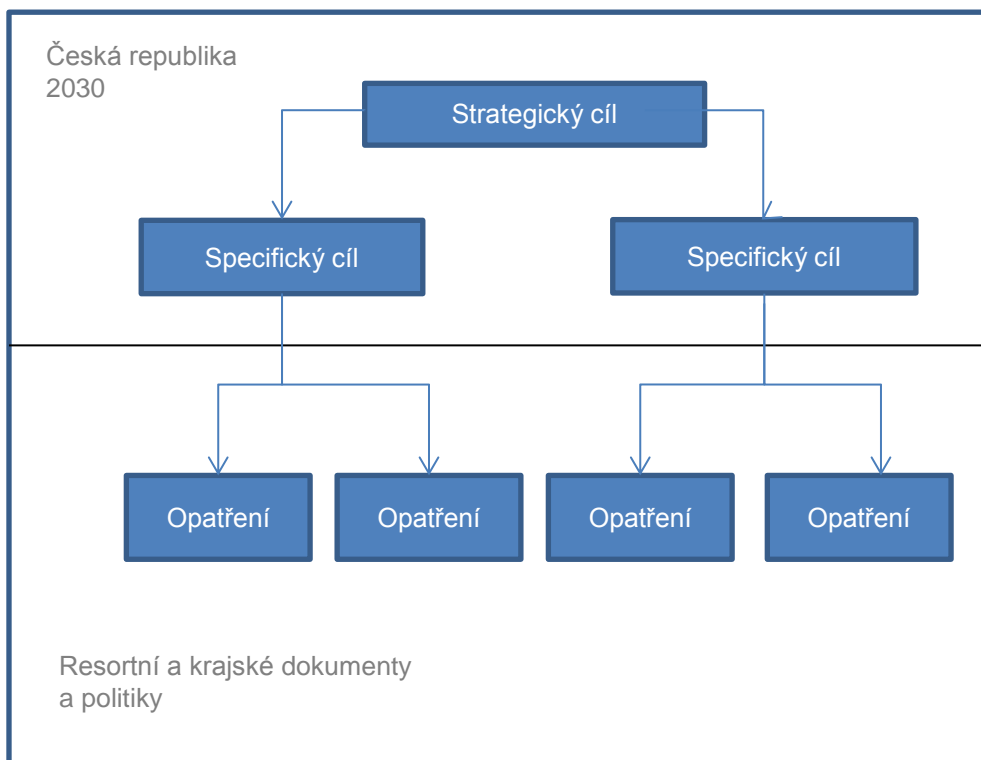 Česká republika
2030
Strategický cíl
Specifický cíl
Specifický cíl
Opatření
Opatření
Opatření
Opatření
Resortní a krajské dokumenty
a politiky